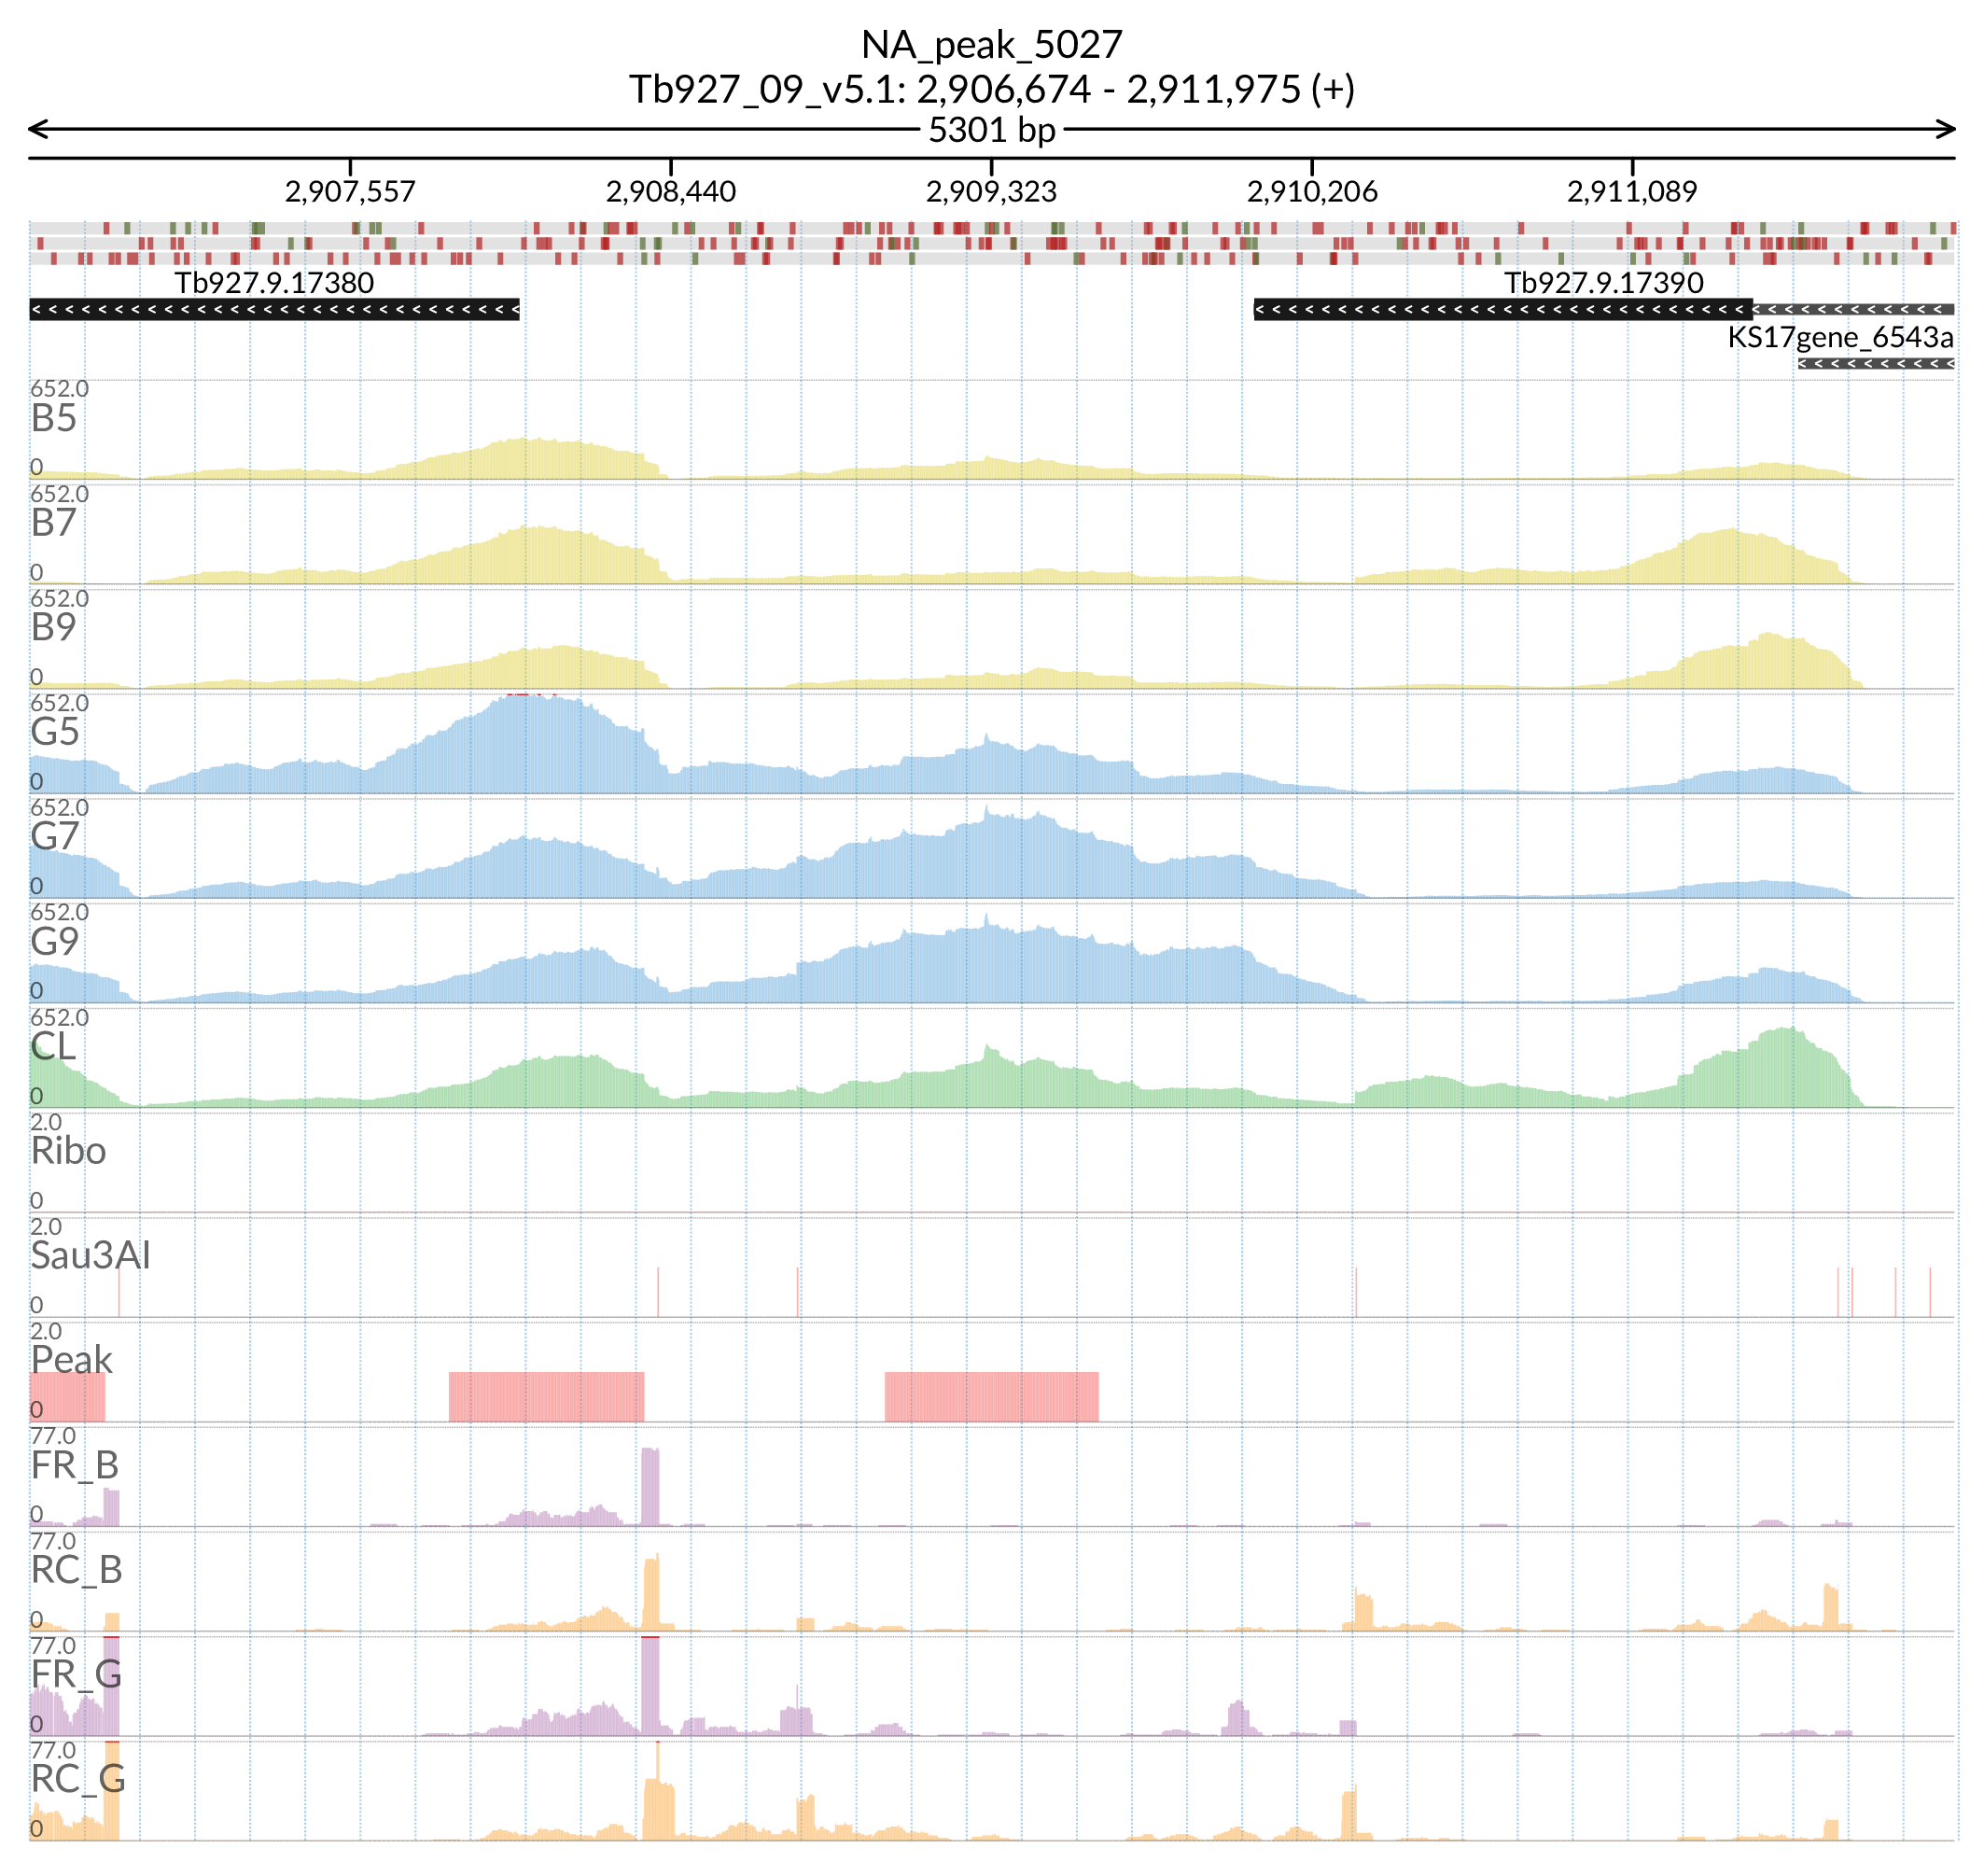 NA_peak_5027
Tb927_09_v5.1: 2,906,674 - 2,911,975 (+)
5301 bp
2,907,557 2,908,440 2,909,323 2,910,206 2,911,089
Tb927.9.17380 Tb927.9.17390
KS17gene_6543a
652.0
B5
0
652.0
B7
0
652.0
B9
0
652.0
G5
0
652.0
G7
0
652.0
G9
0
652.0
CL
0
2.0
Ribo
0
2.0
Sau3AI
0
2.0
Peak
0
77.0
FR_B
0
77.0
RC_B
0
77.0
FR_G
0
77.0
RC_G
0